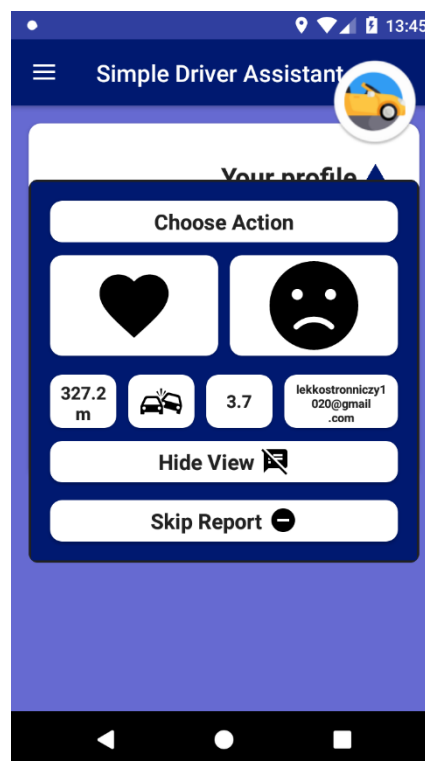 13:45
Simple Driver Assistant
Your profile
Choose Action
327.2
m
3.7
lekkostronniczy1
020@gmail
.com
Hide View
Skip Report